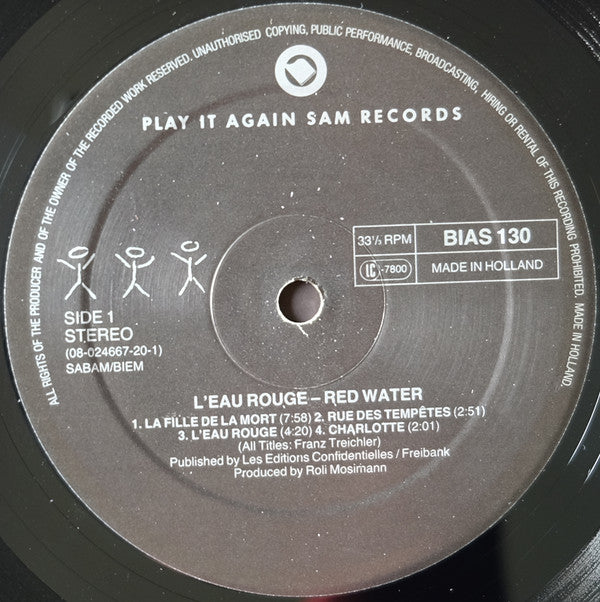 ALL RIGHTS OF THE PRODUCER AND OF THE OWNER OF THE RECORDED WORK RESERVED. UNAUTHORISED COPYING, PUBLIC PERFORMANCE, BROADCASTING, HIRING OR RENTAL OF THIS RECORDING PROHIBITED. MADE IN HOLLAND.
PLAY IT AGAIN SAM RECORDS
33⅓ RPM
BIAS 130
LC-7800
MADE IN HOLLAND
SIDE 1
STEREO
(08-024667-20-1)
SABAM/BIEM
L'EAU ROUGE – RED WATER
1. LA FILLE DE LA MORT (7:58) 2. RUE DES TEMPÊTES (2:51)
3. L'EAU ROUGE (4:20) 4. CHARLOTTE (2:01)
(All Titles: Franz Treichler)
Published by Les Editions Confidentielles / Freibank
Produced by Roli Mosimann